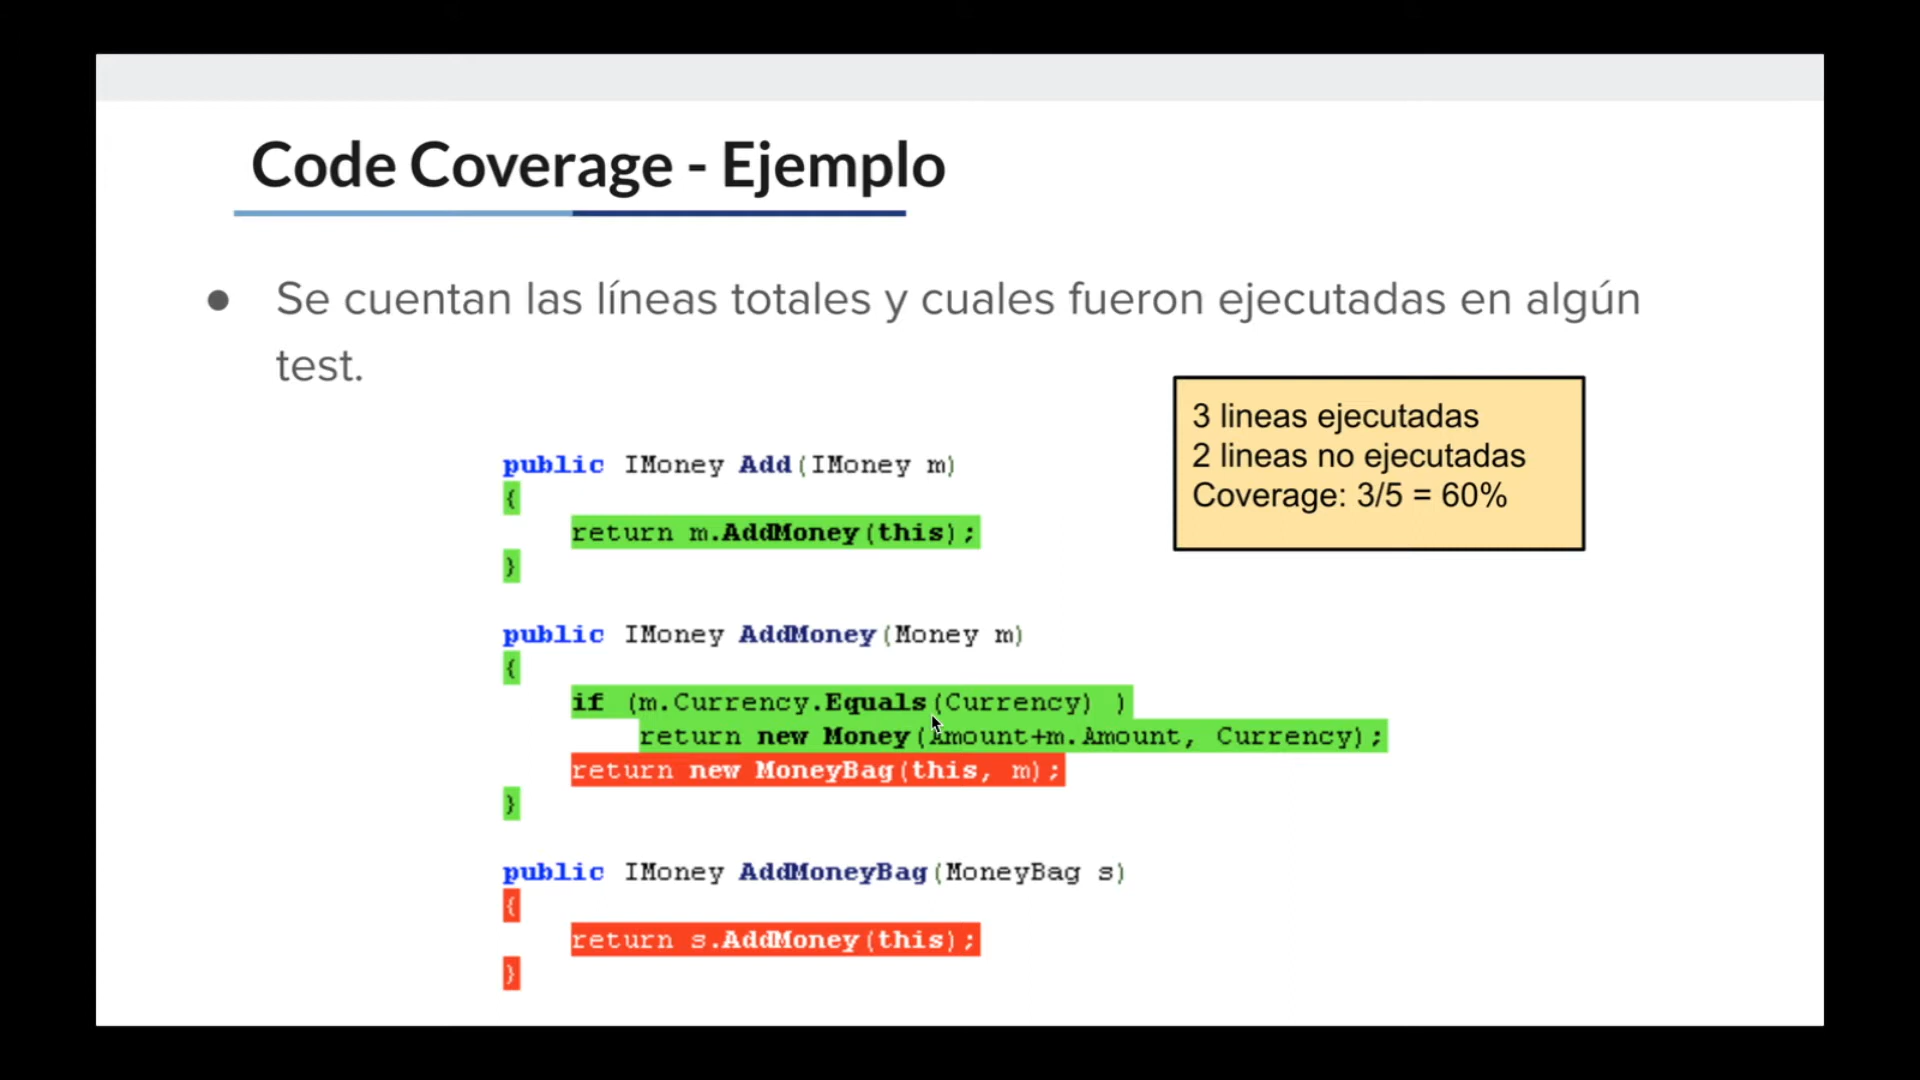 Code Coverage - Ejemplo
● Se cuentan las líneas totales y cuales fueron ejecutadas en algún
test.
3 lineas ejecutadas
2 lineas no ejecutadas
Coverage: 3/5 = 60%
public IMoney Add(IMoney m)
{
return m.AddMoney(this);
}
public IMoney AddMoney(Money m)
{
if (m.Currency.Equals(Currency) )
return new Money(Amount+m.Amount, Currency);
return new MoneyBag(this, m);
}
public IMoney AddMoneyBag(MoneyBag s)
{
return s.AddMoney(this);
}